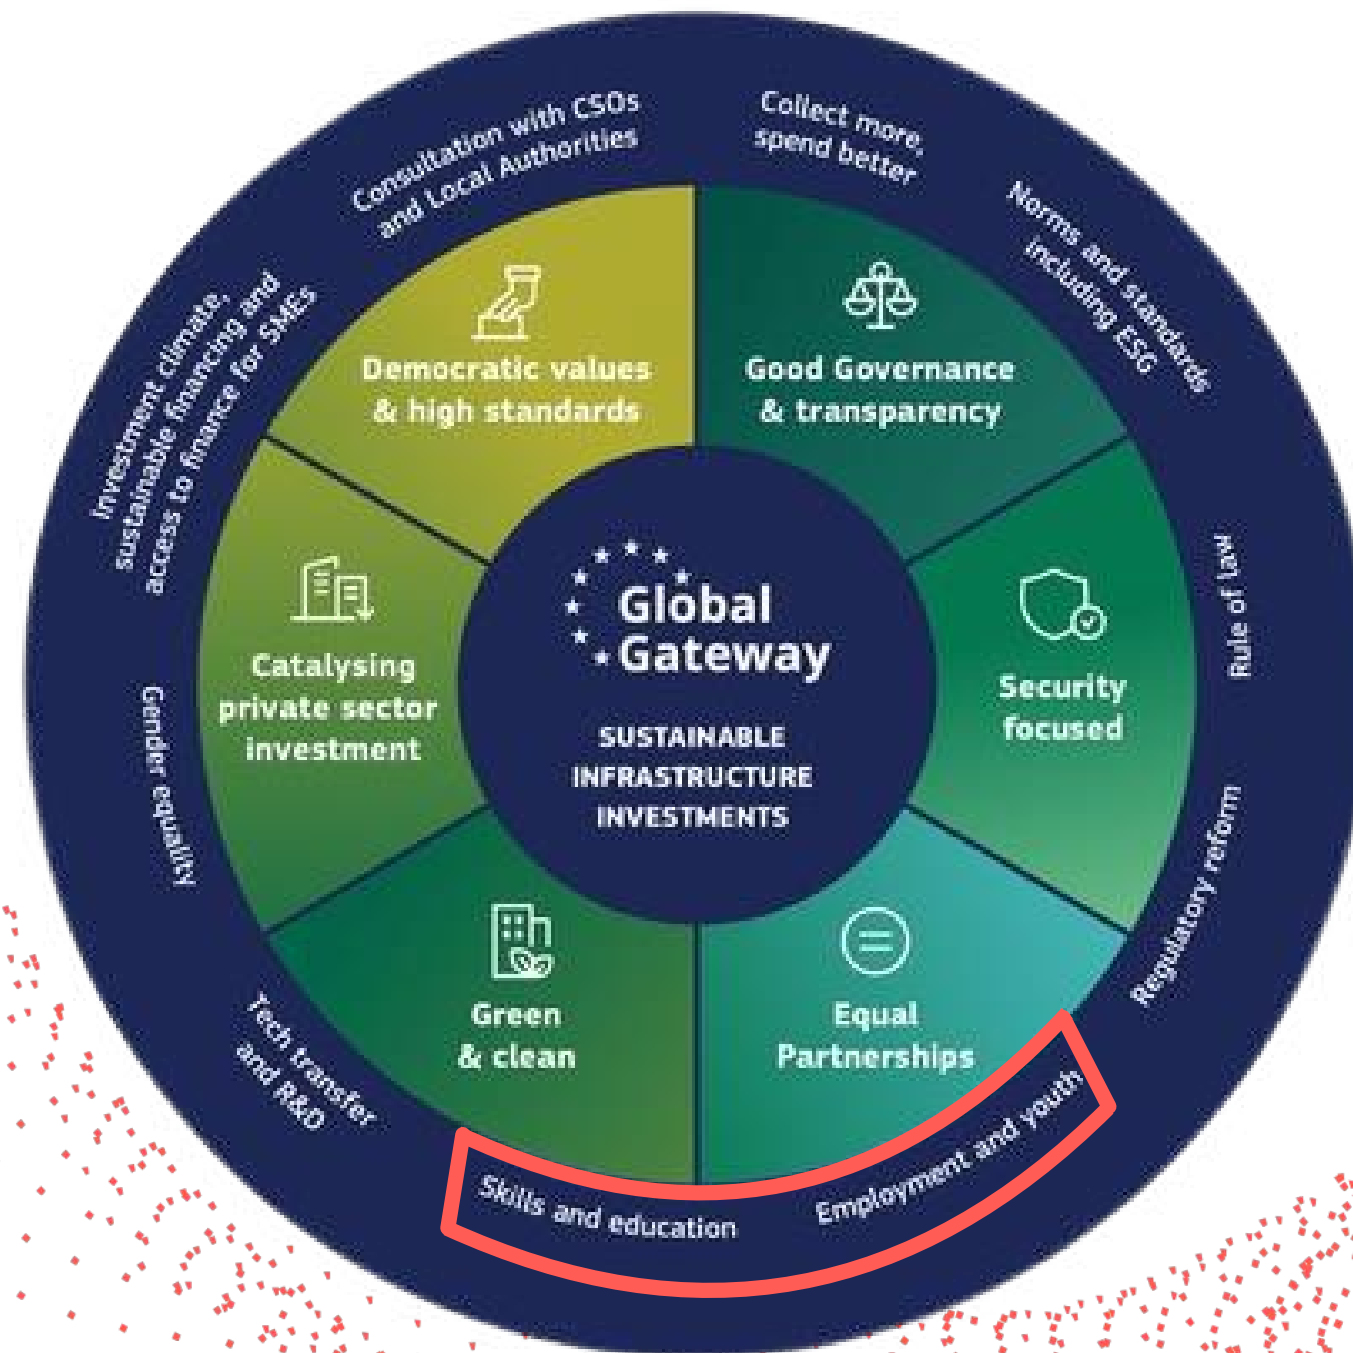 Consultation with CSOs
and Local Authorities
Collect more,
spend better
Norms and standards
including ESG
Rule of law
Regulatory reform
Employment and youth
Skills and education
Tech transfer
and R&D
Gender equality
Investment climate,
sustainable financing and
access to finance for SMEs
Democratic values
& high standards
Good Governance
& transparency
Security
focused
Equal
Partnerships
Green
& clean
Catalysing
private sector
investment
Global
Gateway
SUSTAINABLE
INFRASTRUCTURE
INVESTMENTS